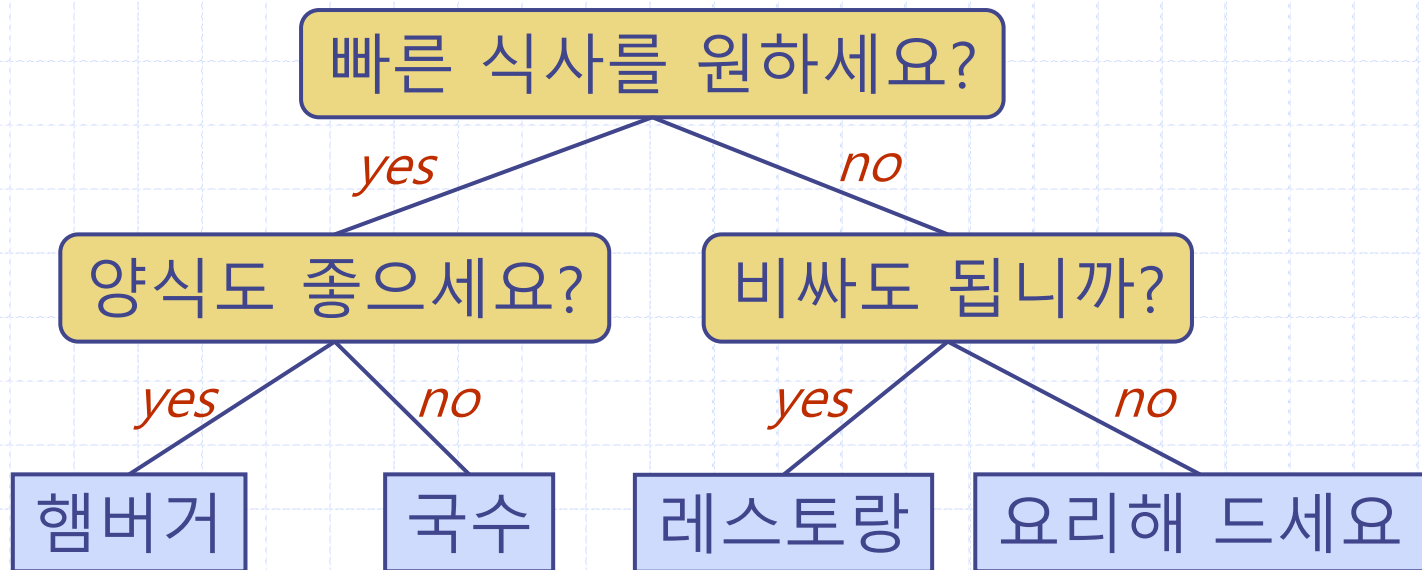 빠른 식사를 원하세요?
yes
no
양식도 좋으세요?
비싸도 됩니까?
yes
no
yes
no
햄버거
국수
레스토랑
요리해 드세요